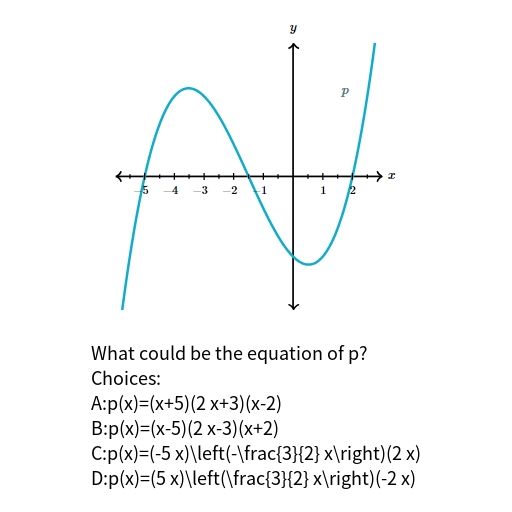 y
p
-5 -4 -3 -2 -1 1 2 x
What could be the equation of p?
Choices:
A:p(x)=(x+5)(2 x+3)(x-2)
B:p(x)=(x-5)(2 x-3)(x+2)
C:p(x)=(-5 x)\left(-\frac{3}{2} x\right)(2 x)
D:p(x)=(5 x)\left(\frac{3}{2} x\right)(-2 x)